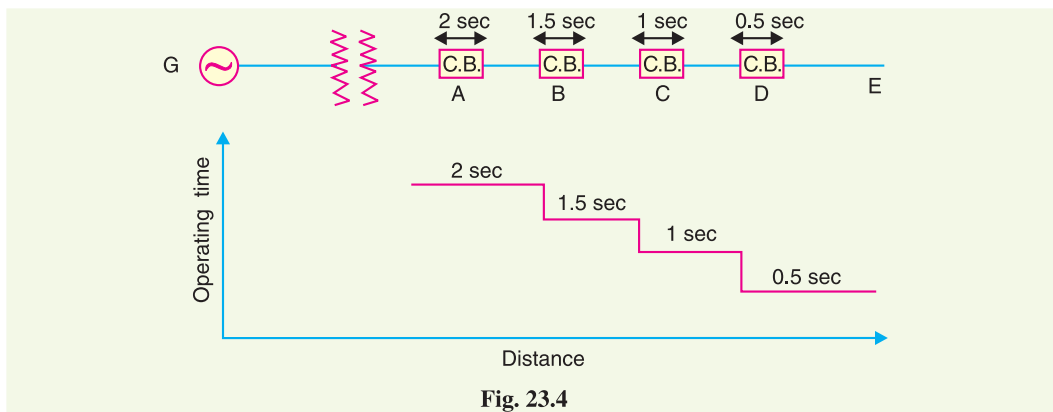 2 sec 1.5 sec 1 sec 0.5 sec
G ~ C.B. C.B. C.B. C.B.
A B C D E
Operating time
2 sec
1.5 sec
1 sec
0.5 sec
Distance
Fig. 23.4